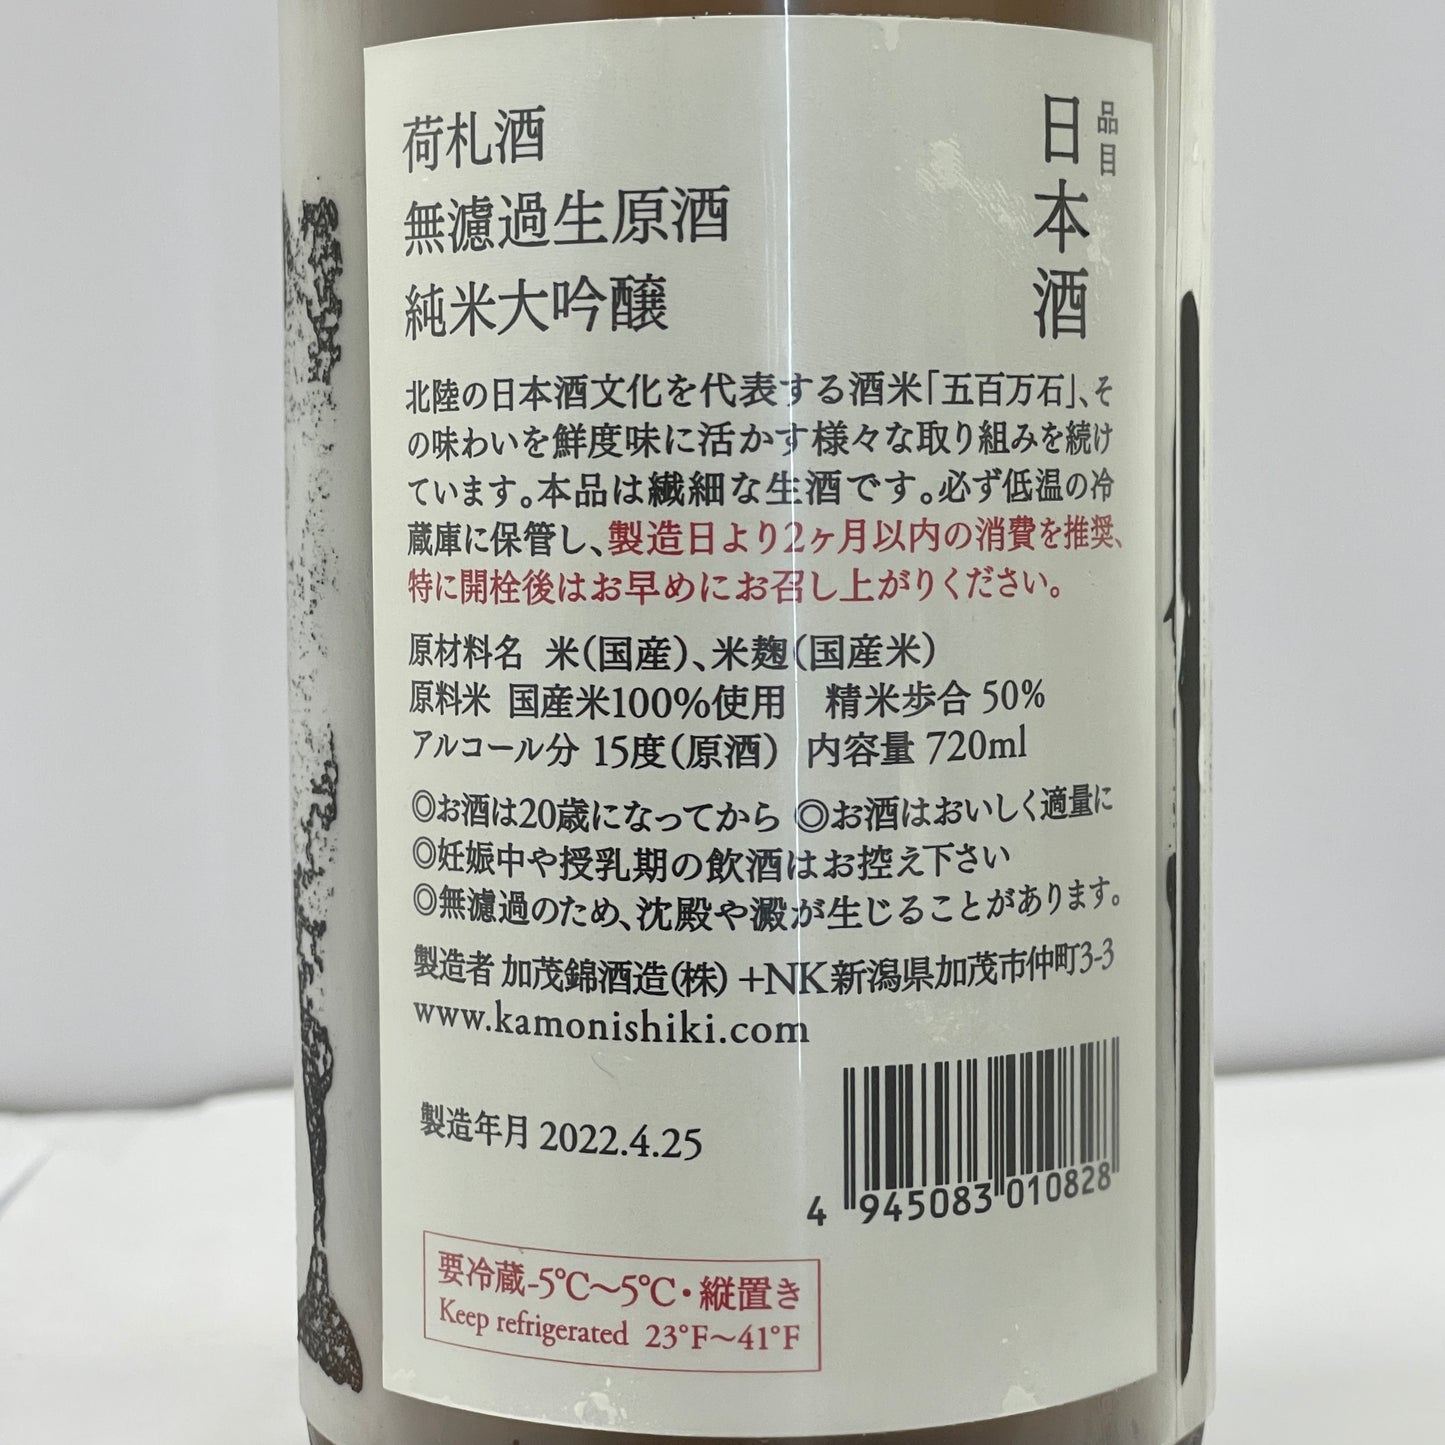 品目
日本酒
荷札酒
無濾過生原酒
純米大吟醸
北陸の日本酒文化を代表する酒米「五百万石」、そ
の味わいを鮮度味に活かす様々な取り組みを続け
ています。本品は繊細な生酒です。必ず低温の冷
蔵庫に保管し、製造日より2ヶ月以内の消費を推奨、
特に開栓後はお早めにお召し上がりください。
原材料名 米(国産)、米麹(国産米)
原料米 国産米100%使用 精米歩合 50%
アルコール分 15度(原酒) 内容量 720ml
◎お酒は20歳になってから ◎お酒はおいしく適量に
◎妊娠中や授乳期の飲酒はお控え下さい
◎無濾過のため、沈殿や澱が生じることがあります。
製造者 加茂錦酒造(株) +NK 新潟県加茂市仲町3-3
www.kamonishiki.com
製造年月 2022.4.25
4 945083 010828
要冷蔵-5℃～5℃・縦置き
Keep refrigerated 23°F～41°F